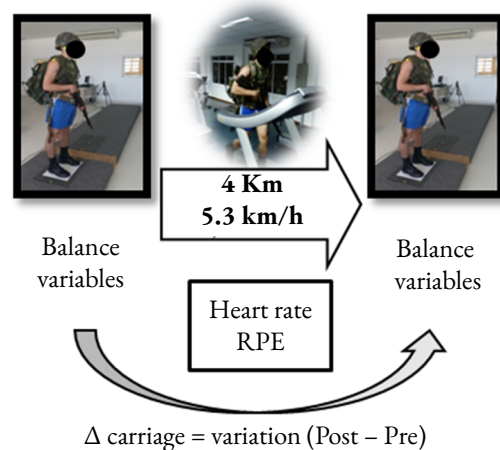 4 Km
5.3 km/h
Balance
variables
Balance
variables
Heart rate
RPE
Δ carriage = variation (Post – Pre)